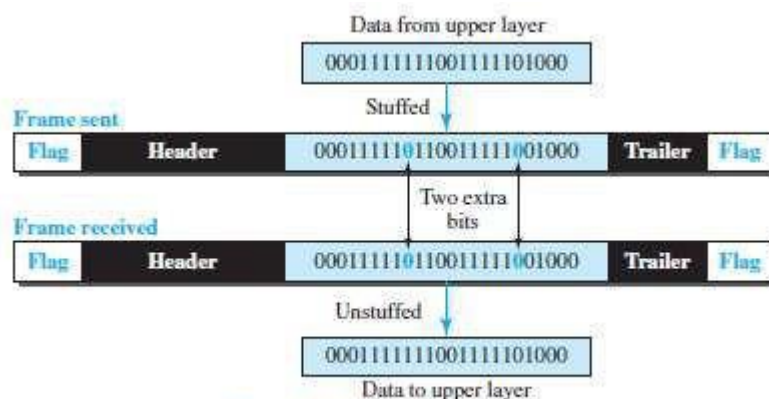 Data from upper layer
0001111111001111101000
Stuffed
Frame sent
Flag Header 000111110110011111001000 Trailer Flag
Two extra
bits
Frame received
Flag Header 000111110110011111001000 Trailer Flag
Unstuffed
0001111111001111101000
Data to upper layer